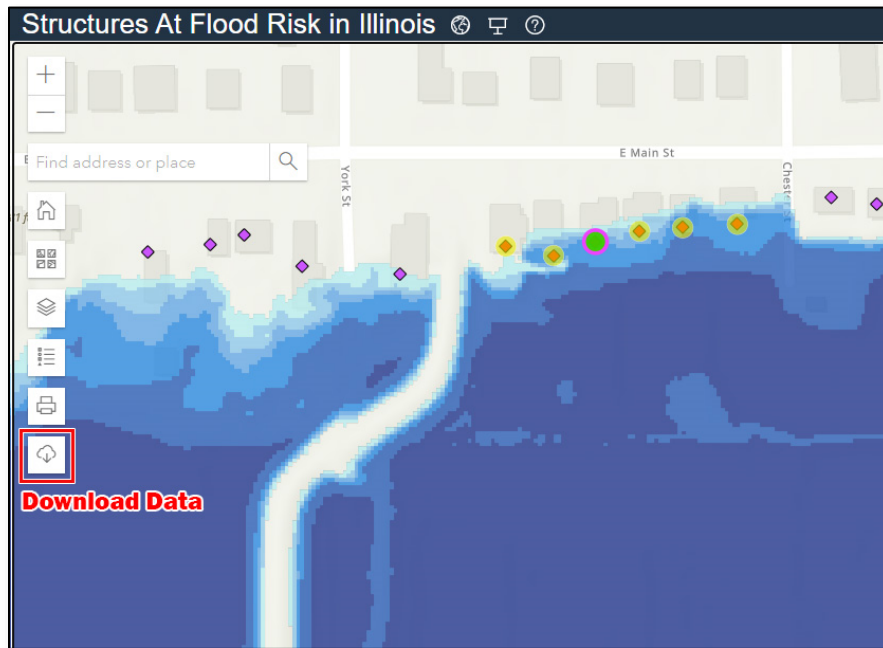 Structures At Flood Risk in Illinois
Find address or place
E Main St
York St
Download Data